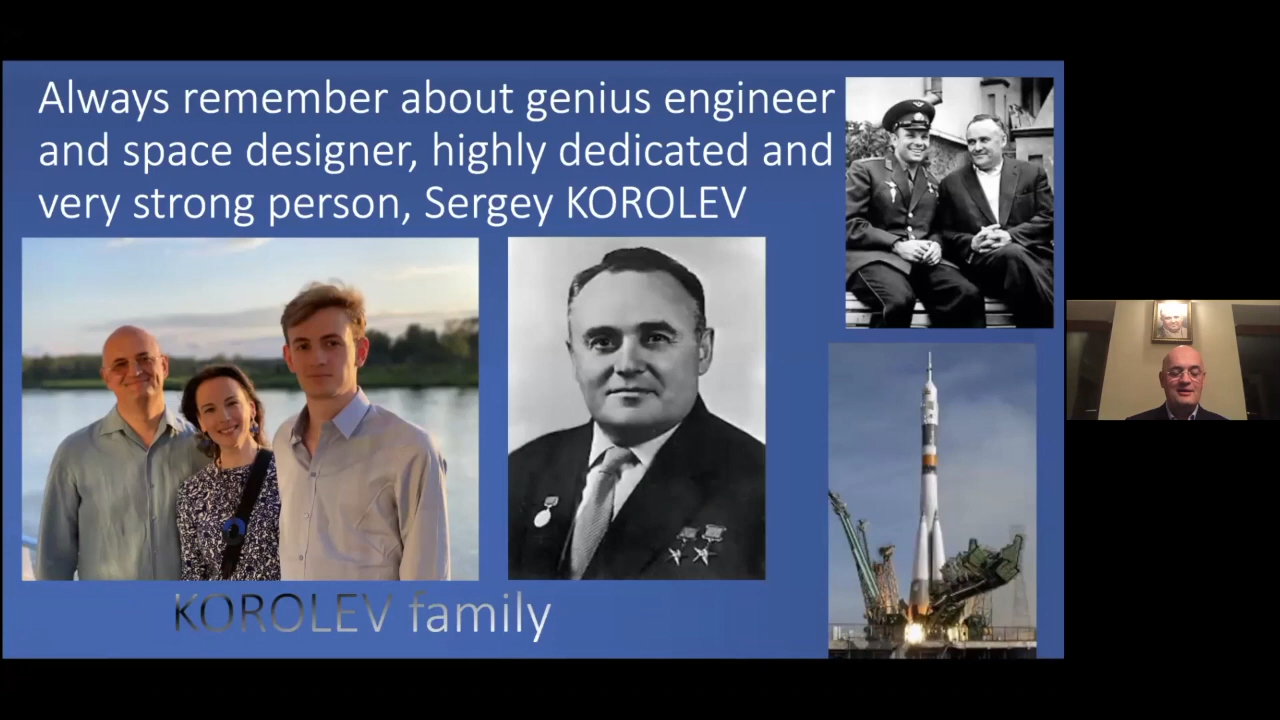 Always remember about genius engineer
and space designer, highly dedicated and
very strong person, Sergey KOROLEV
KOROLEV family